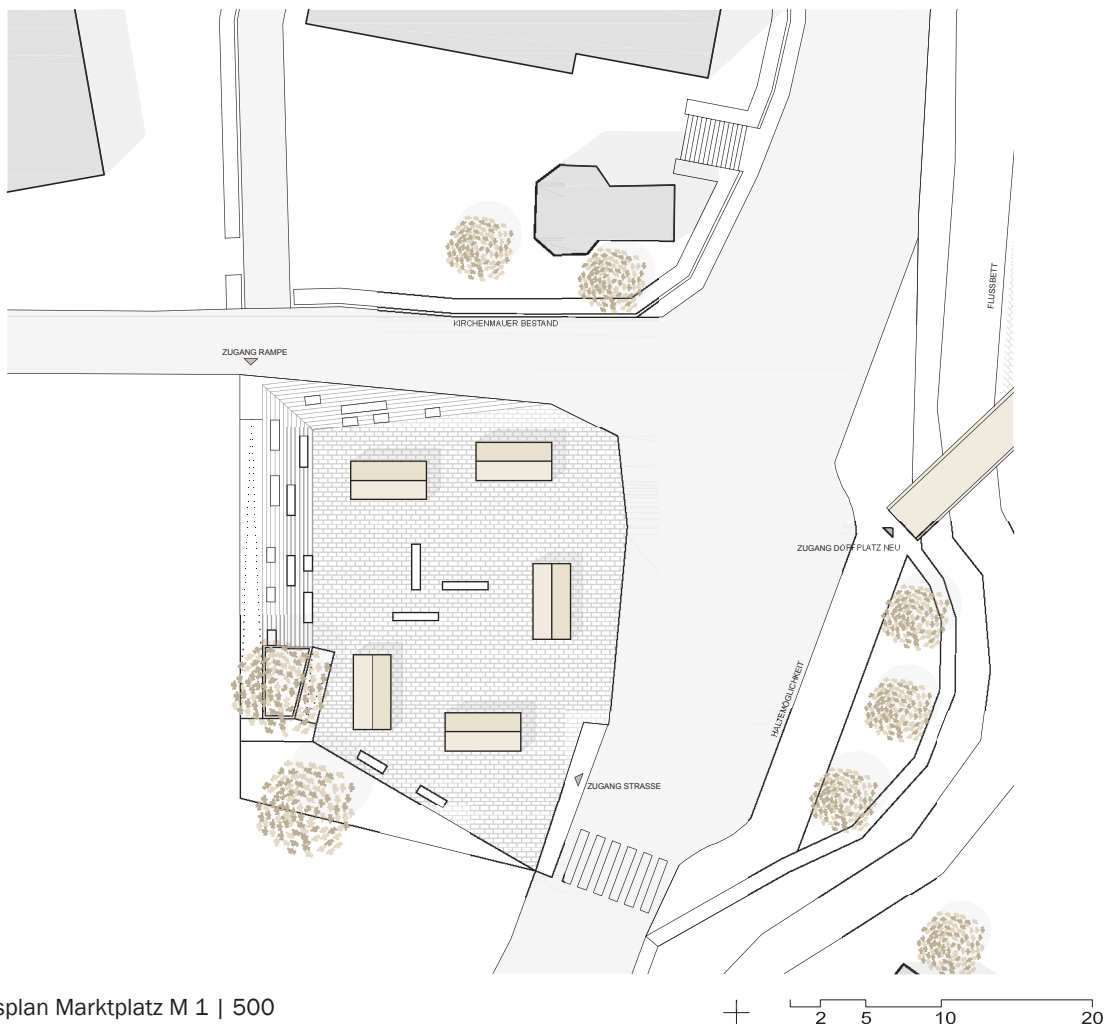 FLUSSBETT
KIRCHENMAUER BESTAND
ZUGANG RAMPE
ZUGANG DORFPLATZ NEU
HALTEMÖGLICHKEIT
ZUGANG STRASSE
splan Marktplatz M 1 | 500
2 5 10 20